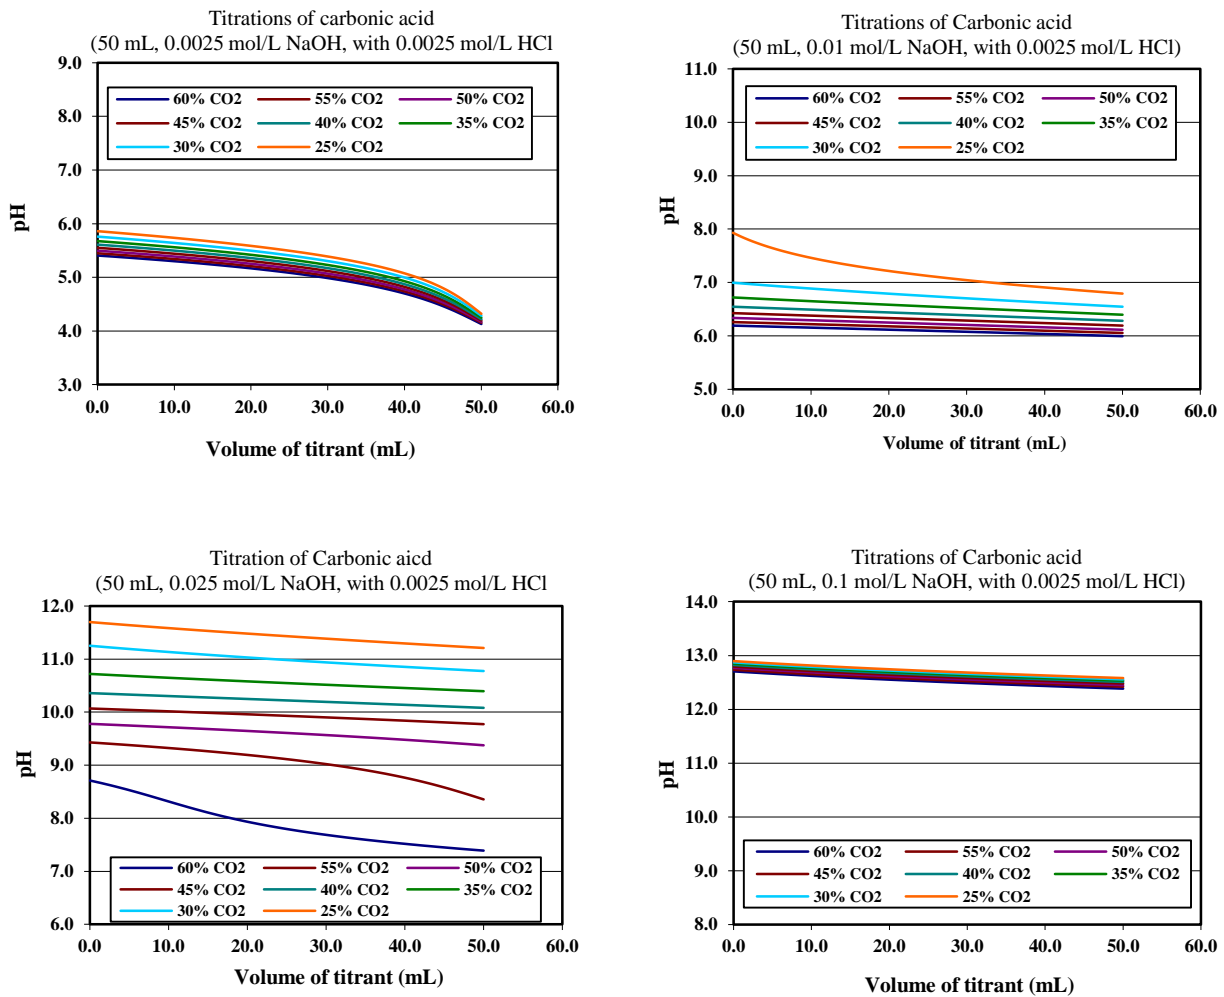 Titrations of carbonic acid
(50 mL, 0.0025 mol/L NaOH, with 0.0025 mol/L HCl
9.0
8.0
7.0
6.0
5.0
4.0
3.0
pH
60% CO2 55% CO2 50% CO2
45% CO2 40% CO2 35% CO2
30% CO2 25% CO2
0.0 10.0 20.0 30.0 40.0 50.0 60.0
Volume of titrant (mL)
Titrations of Carbonic acid
(50 mL, 0.01 mol/L NaOH, with 0.0025 mol/L HCl)
11.0
10.0
9.0
8.0
7.0
6.0
5.0
pH
60% CO2 55% CO2 50% CO2
45% CO2 40% CO2 35% CO2
30% CO2 25% CO2
0.0 10.0 20.0 30.0 40.0 50.0 60.0
Volume of titrant (mL)
Titration of Carbonic aicd
(50 mL, 0.025 mol/L NaOH, with 0.0025 mol/L HCl
12.0
11.0
10.0
9.0
8.0
7.0
6.0
pH
60% CO2 55% CO2 50% CO2
45% CO2 40% CO2 35% CO2
30% CO2 25% CO2
0.0 10.0 20.0 30.0 40.0 50.0 60.0
Volume of titrant (mL)
Titrations of Carbonic acid
(50 mL, 0.1 mol/L NaOH, with 0.0025 mol/L HCl)
14.0
13.0
12.0
11.0
10.0
9.0
8.0
pH
60% CO2 55% CO2 50% CO2
45% CO2 40% CO2 35% CO2
30% CO2 25% CO2
0.0 10.0 20.0 30.0 40.0 50.0 60.0
Volume of titrant (mL)